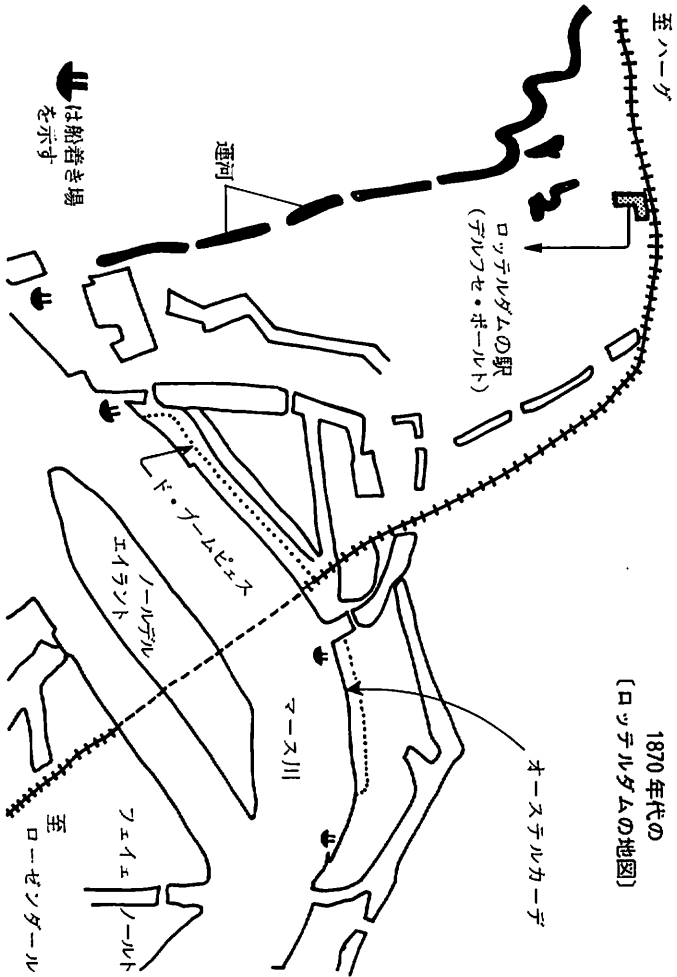 1870年代の
〔ロッテルダムの地図〕
至ハーグ
ロッテルダムの駅
(デルフセ・ポールト)
運河
は船着き場
を示す
ド・ブームピェス
ノールデル
エイラント
マース川
オーステルカーデ
フェイェノールト
至
ローゼンダール